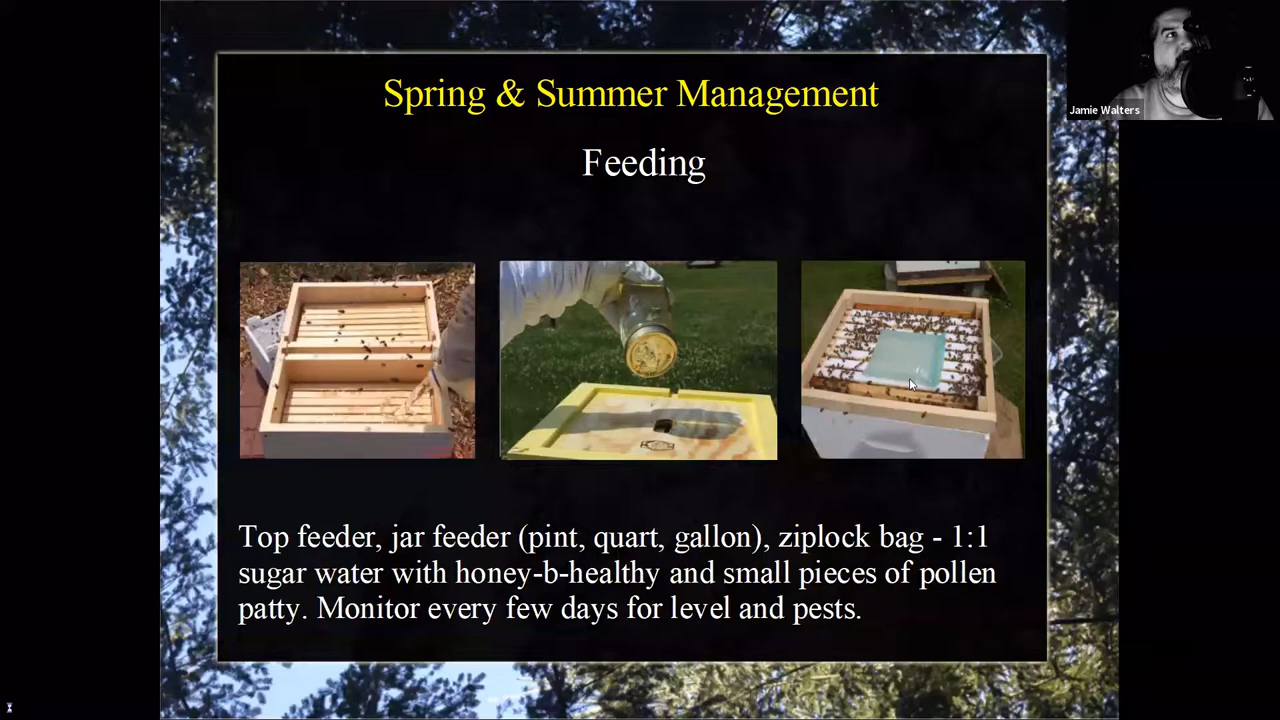 Spring & Summer Management
Feeding
Jamie Walters
Top feeder, jar feeder (pint, quart, gallon), ziplock bag - 1:1
sugar water with honey-b-healthy and small pieces of pollen
patty. Monitor every few days for level and pests.